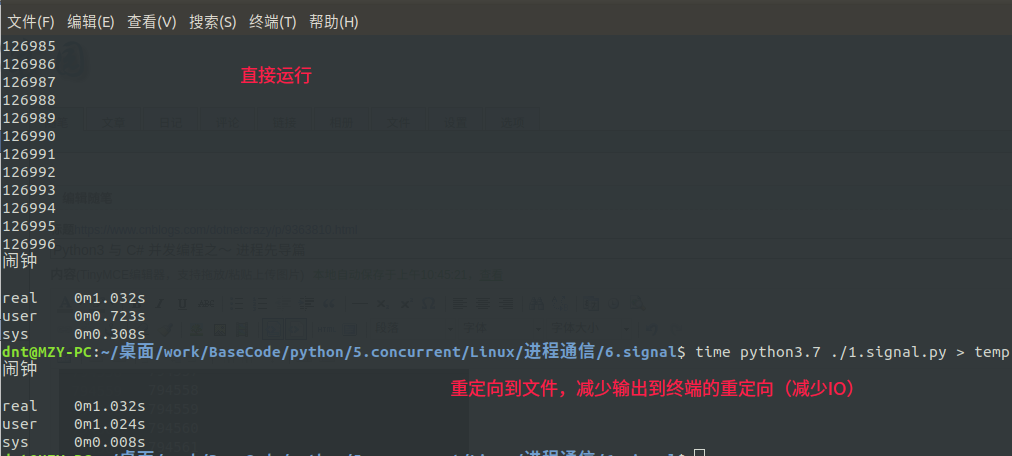 文件(F) 编辑(E) 查看(V) 搜索(S) 终端(T) 帮助(H)
126985
126986
直接运行
126987
126988
126989
126990
126991
126992
126993
126994
126995
126996
闹钟
real 0m1.032s
user 0m0.723s
sys 0m0.308s
dnt@MZY-PC:~/桌面/work/BaseCode/python/5.concurrent/Linux/进程通信/6.signal$ time python3.7 ./1.signal.py > temp
闹钟
重定向到文件，减少输出到终端的重定向（减少IO）
real 0m1.032s
user 0m1.024s
sys 0m0.008s